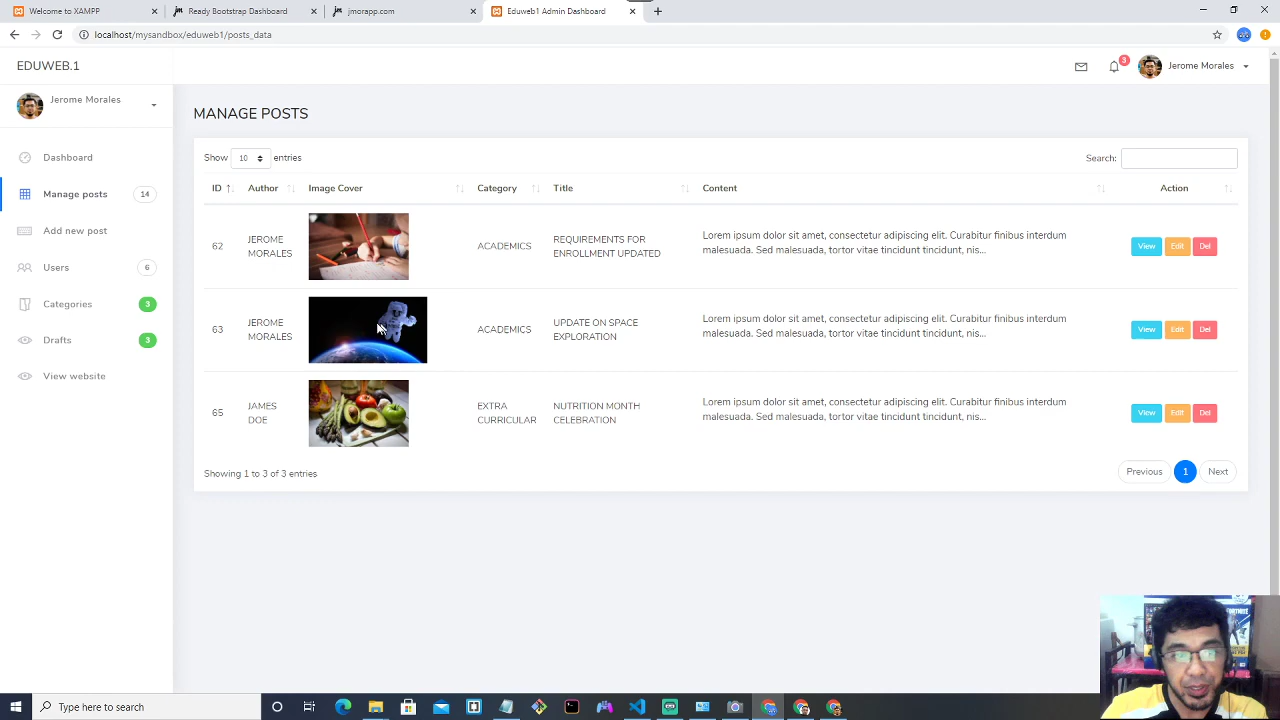 Welcome to XAMPP
Ready Bootstrap Dashboard
jmorapp.com
Eduweb1 Admin Dashboard
localhost/mysandbox/eduweb1/posts_data
EDUWEB.1
3
Jerome Morales
Jerome Morales
MANAGE POSTS
Dashboard
Manage posts 14
Add new post
Users 6
Categories 3
Drafts 3
View website
Show 10 entries
Search:
ID Author Image Cover Category Title Content Action
62
JEROME
MORALES
ACADEMICS
REQUIREMENTS FOR
ENROLLMENT UPDATED
Lorem ipsum dolor sit amet, consectetur adipiscing elit. Curabitur finibus interdum
malesuada. Sed malesuada, tortor vitae tincidunt tincidunt, nis...
View Edit Del
63
JEROME
MORALES
ACADEMICS
UPDATE ON SPACE
EXPLORATION
Lorem ipsum dolor sit amet, consectetur adipiscing elit. Curabitur finibus interdum
malesuada. Sed malesuada, tortor vitae tincidunt tincidunt, nis...
View Edit Del
65
JAMES
DOE
EXTRA
CURRICULAR
NUTRITION MONTH
CELEBRATION
Lorem ipsum dolor sit amet, consectetur adipiscing elit. Curabitur finibus interdum
malesuada. Sed malesuada, tortor vitae tincidunt tincidunt, nis...
View Edit Del
Showing 1 to 3 of 3 entries
Previous 1 Next
Type here to search